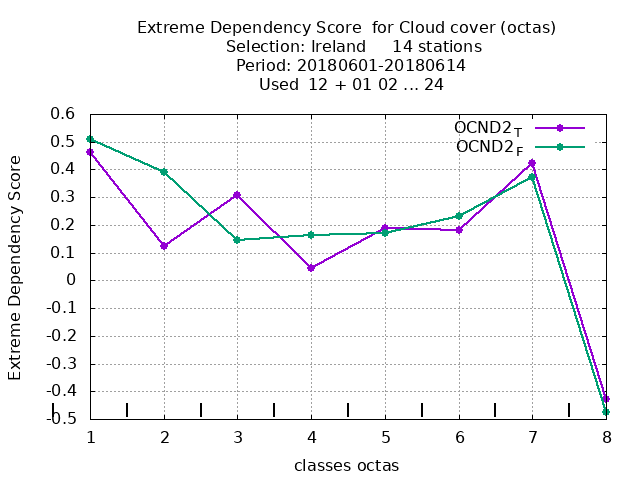 Extreme Dependency Score  for Cloud cover (octas)
Selection: Ireland     14 stations
Period: 20180601-20180614
Used  12 + 01 02 ... 24
OCND2T
OCND2F
Extreme Dependency Score
0.6
0.5
0.4
0.3
0.2
0.1
0
-0.1
-0.2
-0.3
-0.4
-0.5
1 2 3 4 5 6 7 8
classes octas